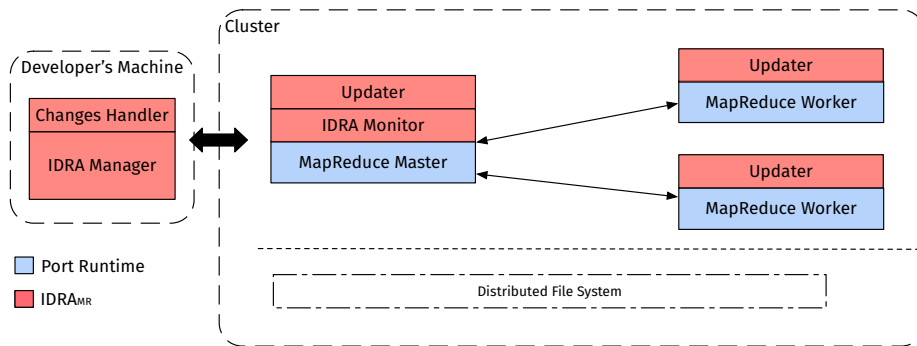 Cluster
Developer's Machine
Changes Handler
IDRA Manager
Updater
IDRA Monitor
MapReduce Master
Updater
MapReduce Worker
Updater
MapReduce Worker
Port Runtime
IDRAMR
Distributed File System